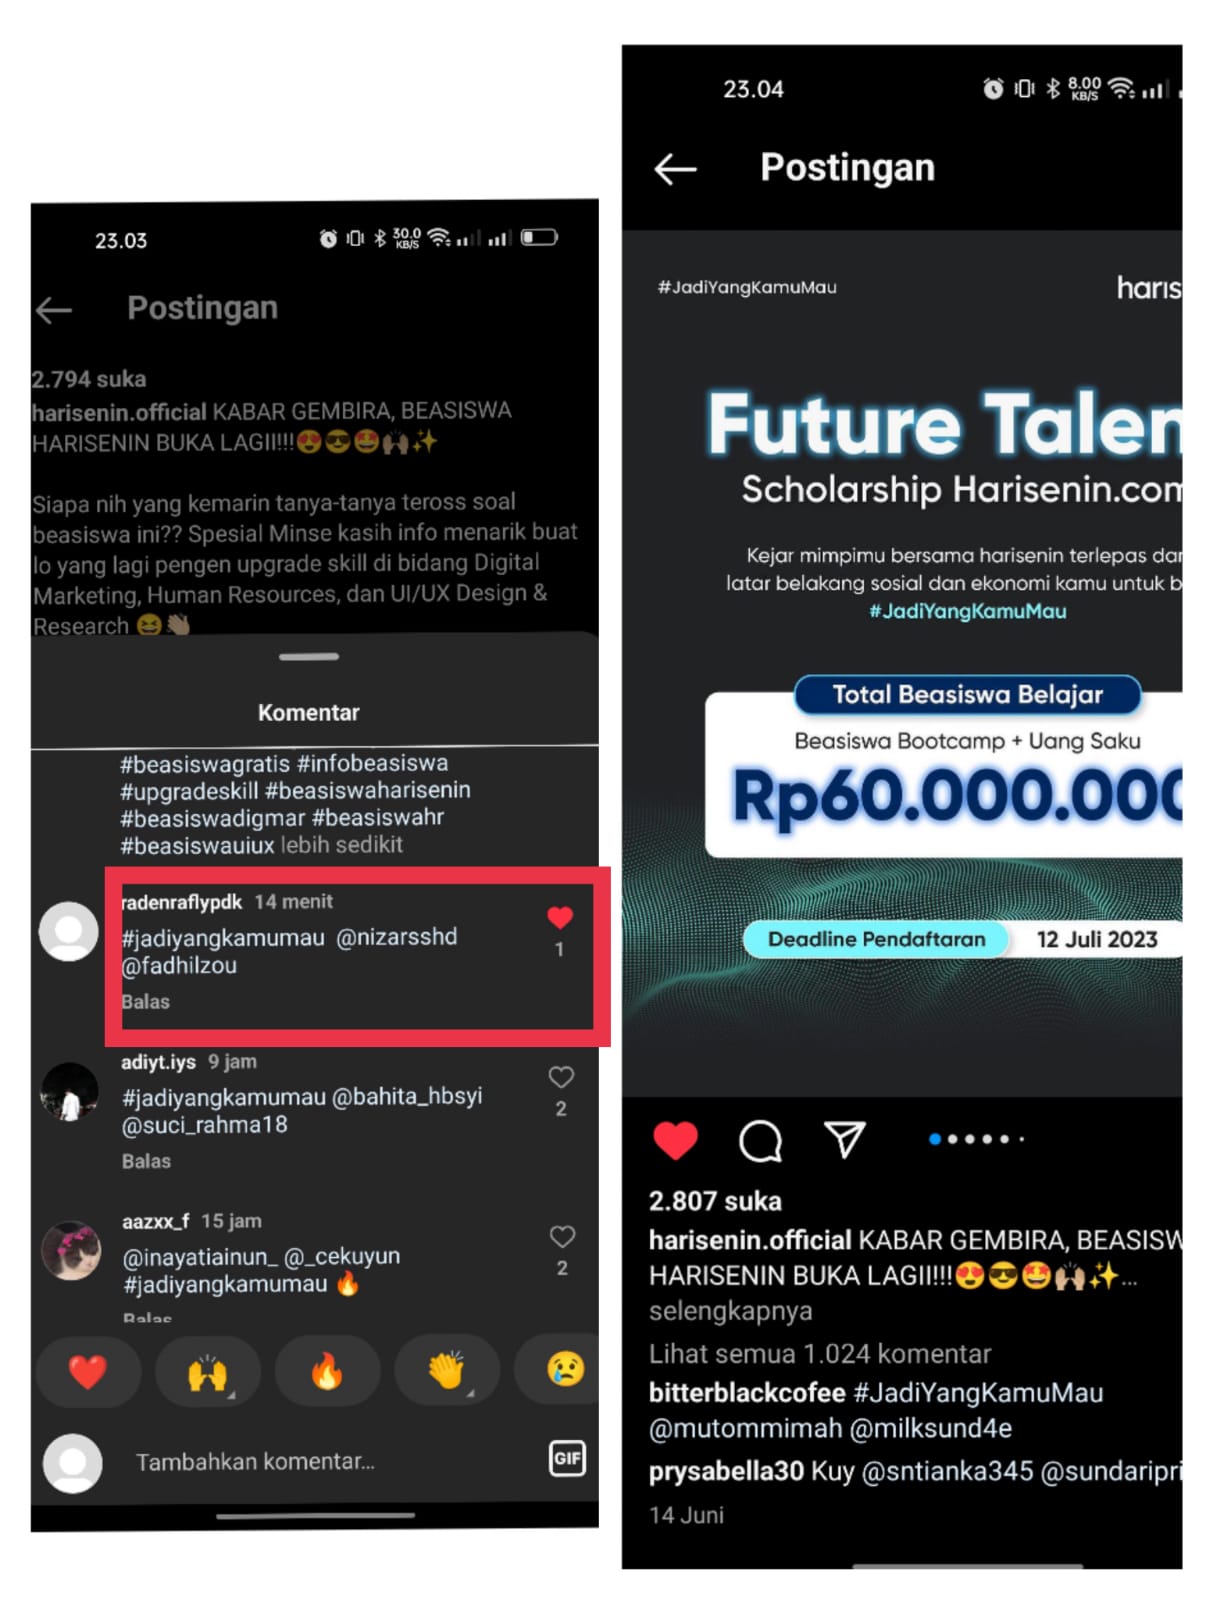 23.03
30.0
KB/S
Postingan
2.794 suka
harisenin.official KABAR GEMBIRA, BEASISWA
HARISENIN BUKA LAGII!!!😍😎🤩🙌🏼✨
Siapa nih yang kemarin tanya-tanya teross soal
beasiswa ini?? Spesial Minse kasih info menarik buat
lo yang lagi pengen upgrade skill di bidang Digital
Marketing, Human Resources, dan UI/UX Design &
Research 😆👏🏼
Komentar
#beasiswagratis #infobeasiswa
#upgradeskill #beasiswaharisenin
#beasiswadigmar #beasiswahr
#beasiswauiux lebih sedikit
radenraflypdk 14 menit
#jadiyangkamumau @nizarsshd
@fadhilzou
1
Balas
adiyt.iys 9 jam
#jadiyangkamumau @bahita_hbsyi
@suci_rahma18
2
Balas
aazxx_f 15 jam
@inayatiainun_ @_cekuyun
#jadiyangkamumau 🔥
2
Balas
❤️ 🙌 🔥 👏 😢
Tambahkan komentar...
GIF
23.04
8.00
KB/S
Postingan
#JadiYangKamuMau
haris
Future Talen
Scholarship Harisenin.com
Kejar mimpimu bersama harisenin terlepas dar
latar belakang sosial dan ekonomi kamu untuk b
#JadiYangKamuMau
Total Beasiswa Belajar
Beasiswa Bootcamp + Uang Saku
Rp60.000.000
Deadline Pendaftaran 12 Juli 2023
2.807 suka
harisenin.official KABAR GEMBIRA, BEASISW
HARISENIN BUKA LAGII!!!😍😎🤩🙌🏼✨...
selengkapnya
Lihat semua 1.024 komentar
bitterblackcofee #JadiYangKamuMau
@mutommimah @milksund4e
prysabella30 Kuy @sntianka345 @sundaripri
14 Juni